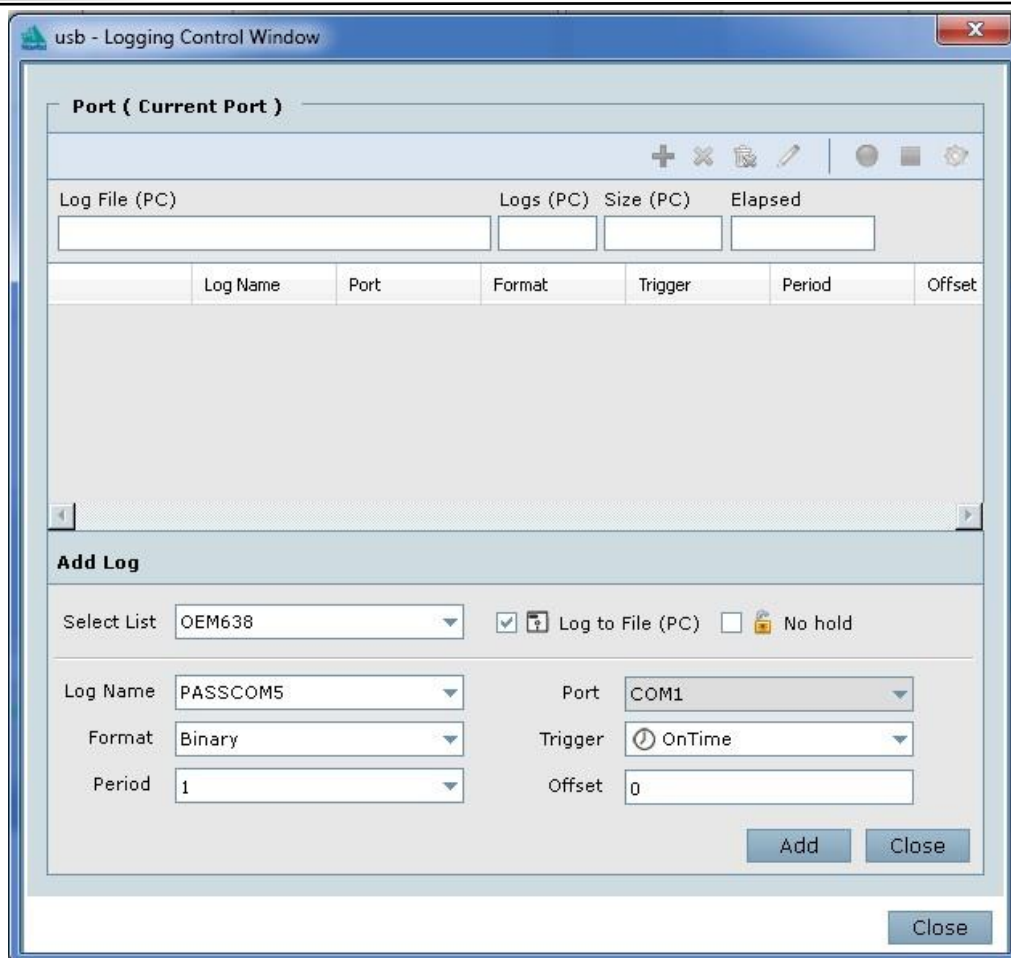 usb - Logging Control Window
Port ( Current Port )
Log File (PC) Logs (PC) Size (PC) Elapsed
Log Name Port Format Trigger Period Offset
Add Log
Select List OEM638 Log to File (PC) No hold
Log Name PASSCOM5 Port COM1
Format Binary Trigger OnTime
Period 1 Offset 0
Add Close
Close